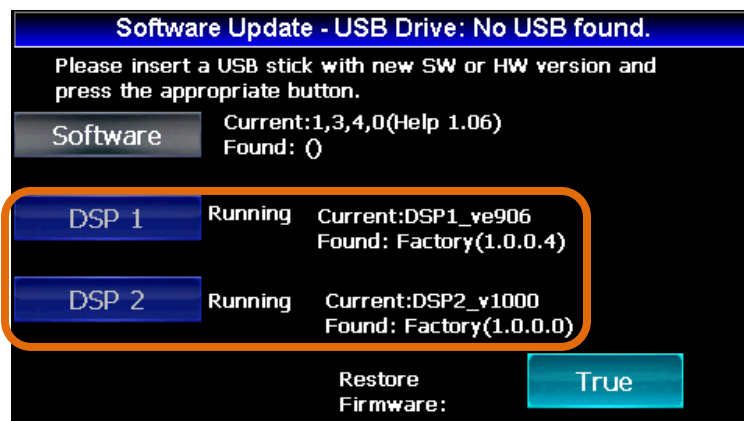 Software Update - USB Drive: No USB found.
Please insert a USB stick with new SW or HW version and
press the appropriate button.
Software
Current:1,3,4,0(Help 1.06)
Found: ()
DSP 1
Running
Current:DSP1_ve906
Found: Factory(1.0.0.4)
DSP 2
Running
Current:DSP2_v1000
Found: Factory(1.0.0.0)
Restore
Firmware:
True